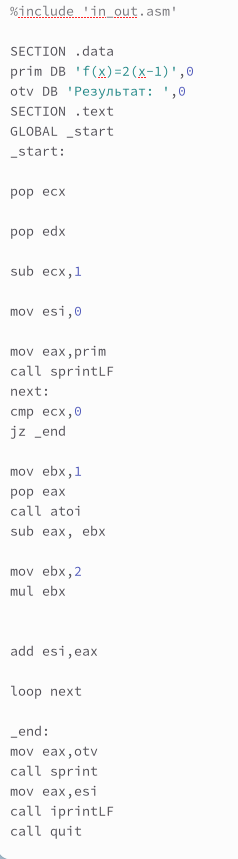 %include 'in_out.asm'
SECTION .data
prim DB 'f(x)=2(x-1)',0
otv DB 'Результат: ',0
SECTION .text
GLOBAL _start
_start:
pop ecx
pop edx
sub ecx,1
mov esi,0
mov eax,prim
call sprintLF
next:
cmp ecx,0
jz _end
mov ebx,1
pop eax
call atoi
sub eax, ebx
mov ebx,2
mul ebx
add esi,eax
loop next
_end:
mov eax,otv
call sprint
mov eax,esi
call iprintLF
call quit